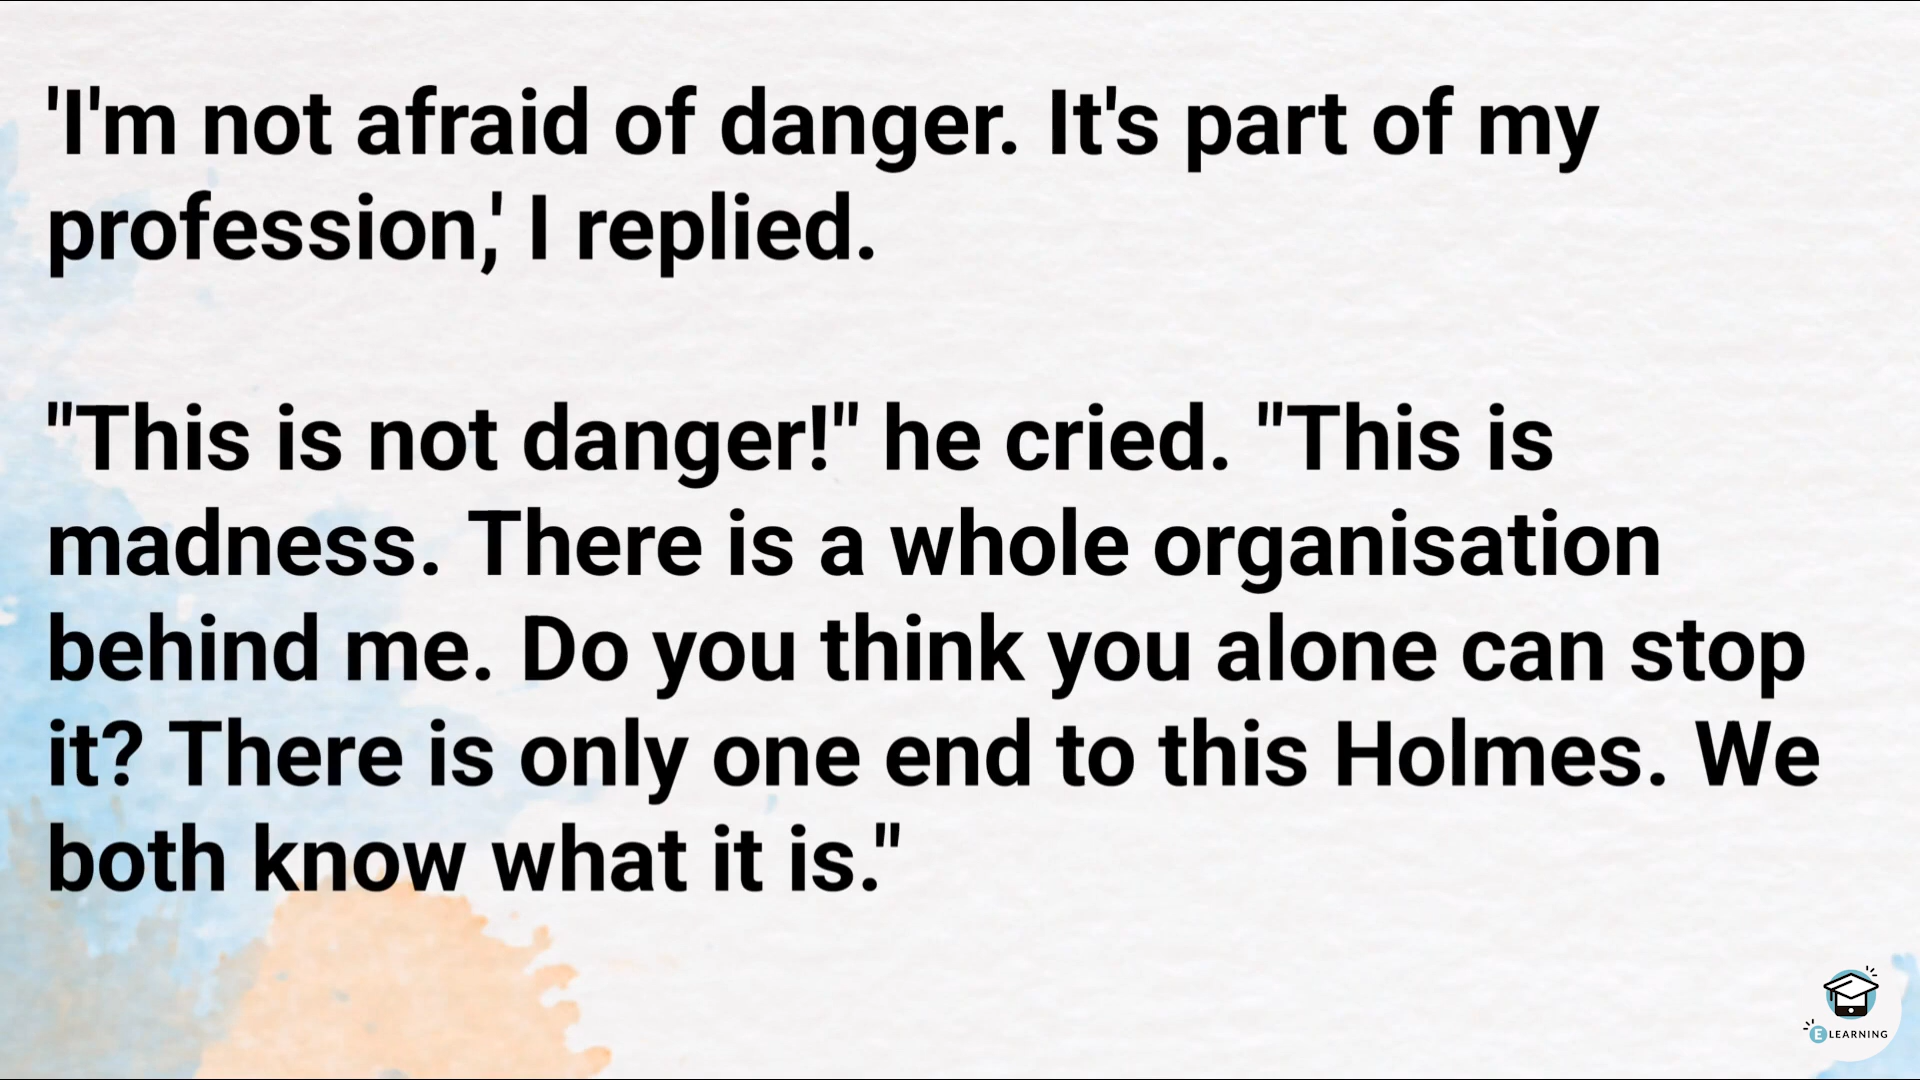 'I'm not afraid of danger. It's part of my
profession,' I replied.
"This is not danger!" he cried. "This is
madness. There is a whole organisation
behind me. Do you think you alone can stop
it? There is only one end to this Holmes. We
both know what it is."
E LEARNING